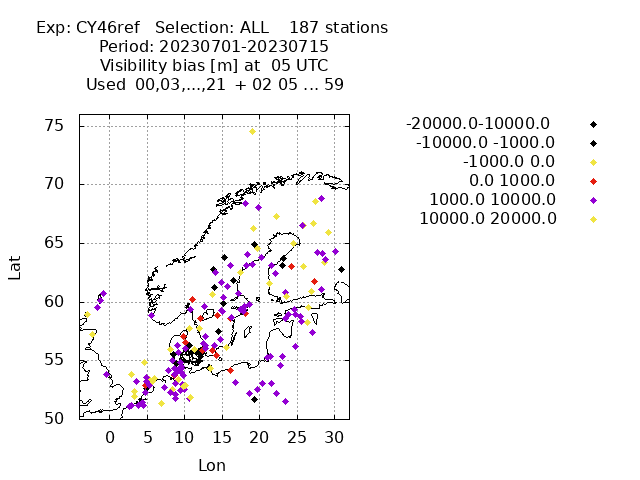 Exp: CY46ref   Selection: ALL    187 stations
Period: 20230701-20230715
Visibility bias [m] at  05 UTC
Used  00,03,...,21  + 02 05 ... 59
-20000.0-10000.0
-10000.0 -1000.0
-1000.0 0.0
0.0 1000.0
1000.0 10000.0
10000.0 20000.0
75
70
65
60
55
50
Lat
0 5 10 15 20 25 30
Lon